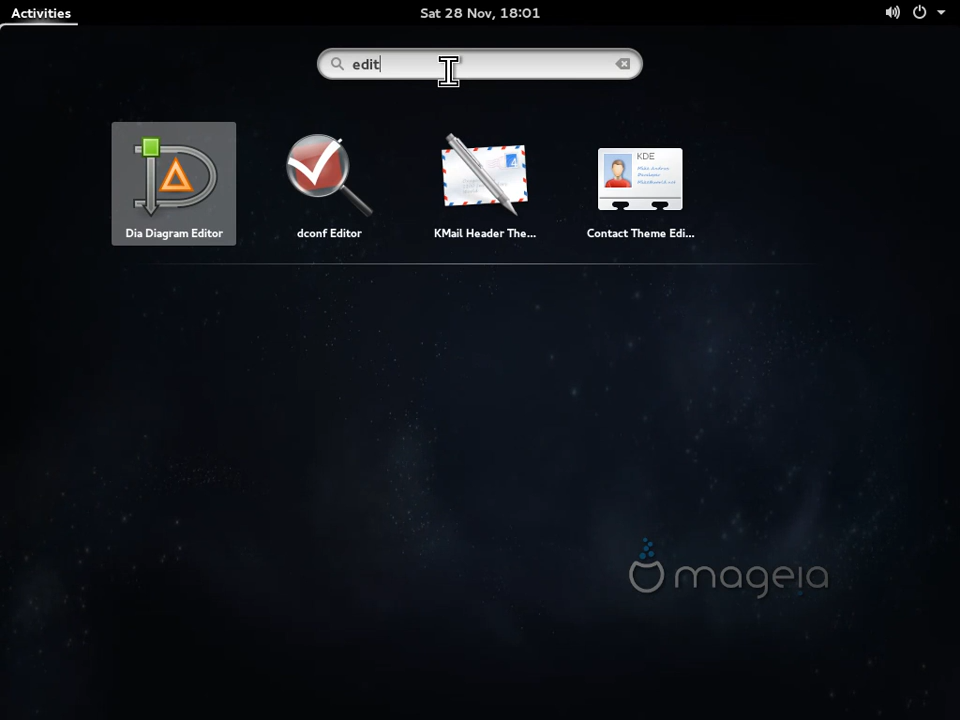 Activities
Sat 28 Nov, 18:01
edit
KDE
Dia Diagram Editor
dconf Editor
KMail Header The...
Contact Theme Edi...
mageia